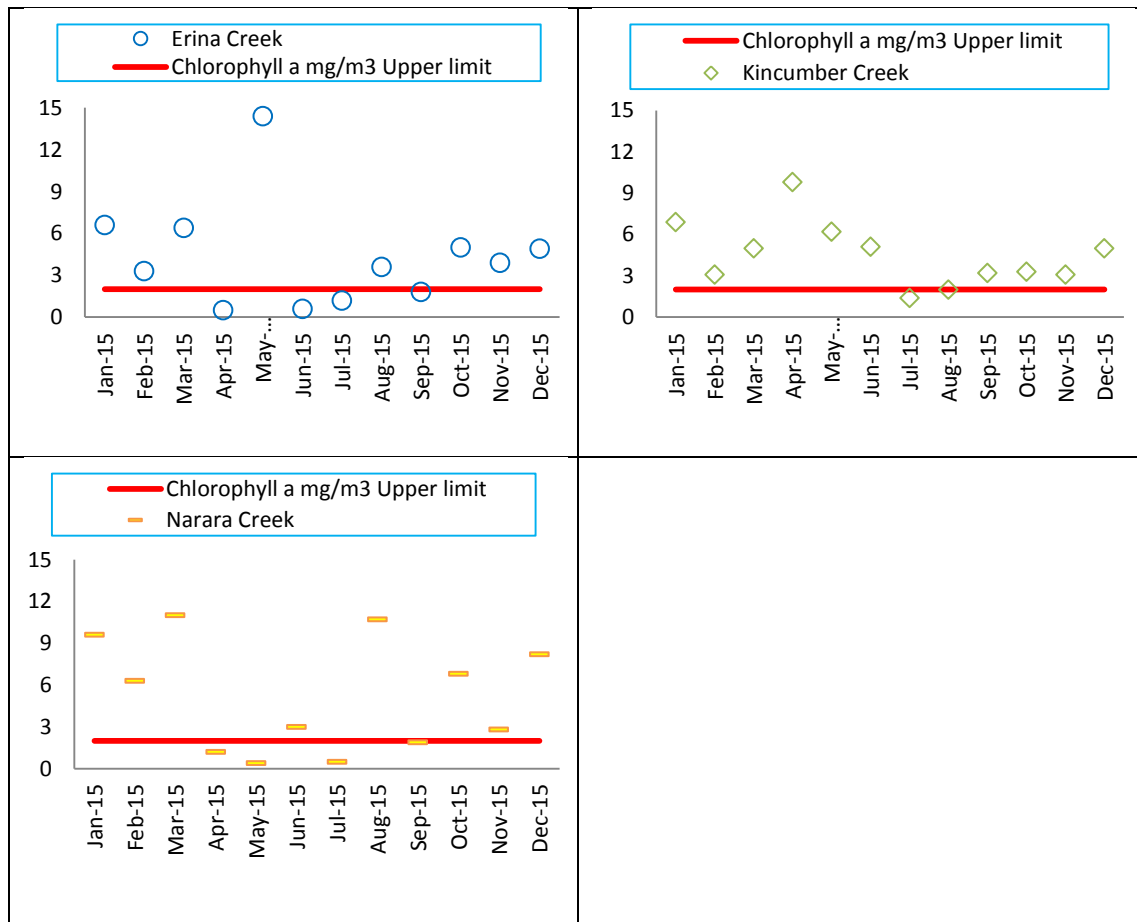 Erina Creek
Chlorophyll a mg/m3 Upper limit
15
12
9
6
3
0
Jan-15
Feb-15
Mar-15
Apr-15
May-...
Jun-15
Jul-15
Aug-15
Sep-15
Oct-15
Nov-15
Dec-15
Chlorophyll a mg/m3 Upper limit
Kincumber Creek
15
12
9
6
3
0
Jan-15
Feb-15
Mar-15
Apr-15
May-...
Jun-15
Jul-15
Aug-15
Sep-15
Oct-15
Nov-15
Dec-15
Chlorophyll a mg/m3 Upper limit
Narara Creek
15
12
9
6
3
0
Jan-15
Feb-15
Mar-15
Apr-15
May-15
Jun-15
Jul-15
Aug-15
Sep-15
Oct-15
Nov-15
Dec-15